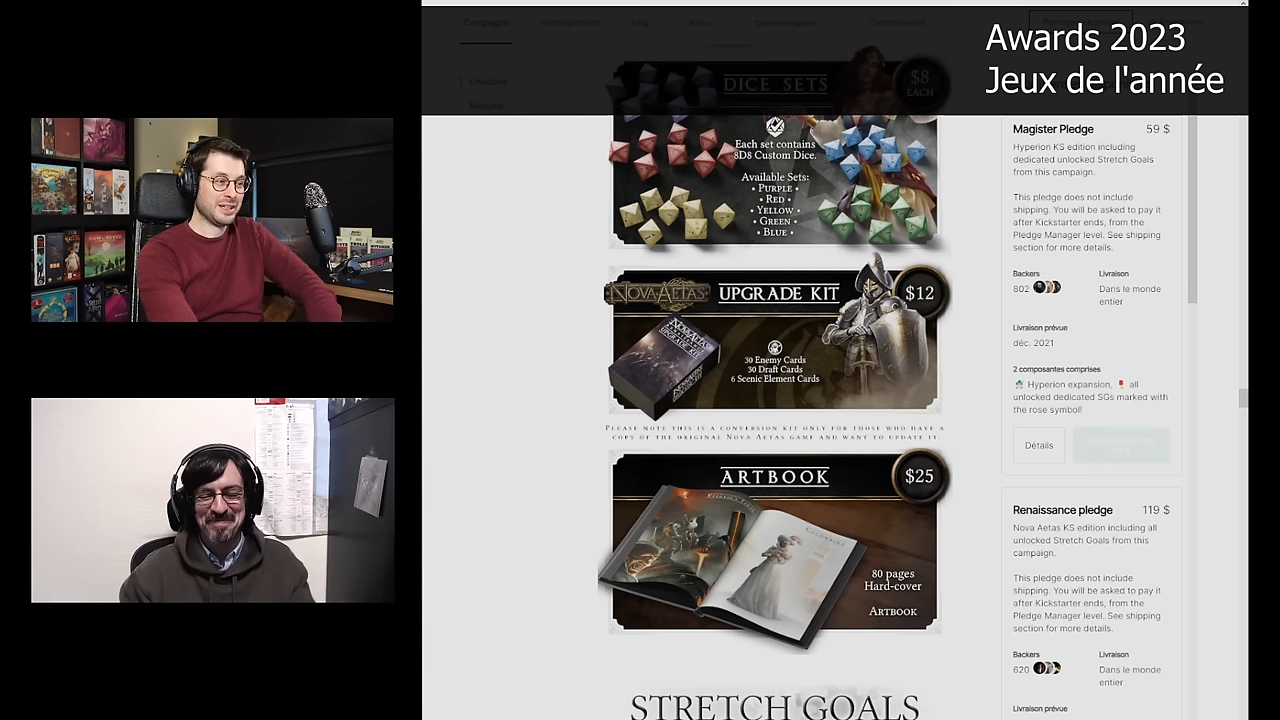 Campagne
FAQ
Awards 2023
Jeux de l'année
L'histoire
Risques
DICE SETS
$8
EACH
Each set contains
8D8 Custom Dice.
Available Sets:
• Purple •
• Red •
• Yellow •
• Green •
• Blue •
NOVA AETAS
UPGRADE KIT
$12
30 Enemy Cards
30 Draft Cards
6 Scenic Element Cards
Please note this is a conversion kit only for those who have a
copy of the original Nova Aetas game and want to update it.
ARTBOOK
$25
80 pages
Hard-cover
Artbook
STRETCH GOALS
Magister Pledge 59 $
Hyperion KS edition including
dedicated unlocked Stretch Goals
from this campaign.
This pledge does not include
shipping. You will be asked to pay it
after Kickstarter ends, from the
Pledge Manager level. See shipping
section for more details.
Backers Livraison
802 Dans le monde
entier
Livraison prévue
déc. 2021
2 composantes comprises
Hyperion expansion, all
unlocked dedicated SGs marked with
the rose symbol!
Détails
Renaissance pledge 119 $
Nova Aetas KS edition including all
unlocked Stretch Goals from this
campaign.
This pledge does not include
shipping. You will be asked to pay it
after Kickstarter ends, from the
Pledge Manager level. See shipping
section for more details.
Backers Livraison
620 Dans le monde
entier
Livraison prévue